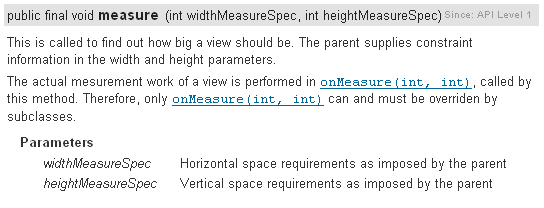 public final void measure (int widthMeasureSpec, int heightMeasureSpec) Since: API Level 1
This is called to find out how big a view should be. The parent supplies constraint
information in the width and height parameters.
The actual mesurement work of a view is performed in onMeasure(int, int), called by
this method. Therefore, only onMeasure(int, int) can and must be overriden by
subclasses.
Parameters
widthMeasureSpec Horizontal space requirements as imposed by the parent
heightMeasureSpec Vertical space requirements as imposed by the parent